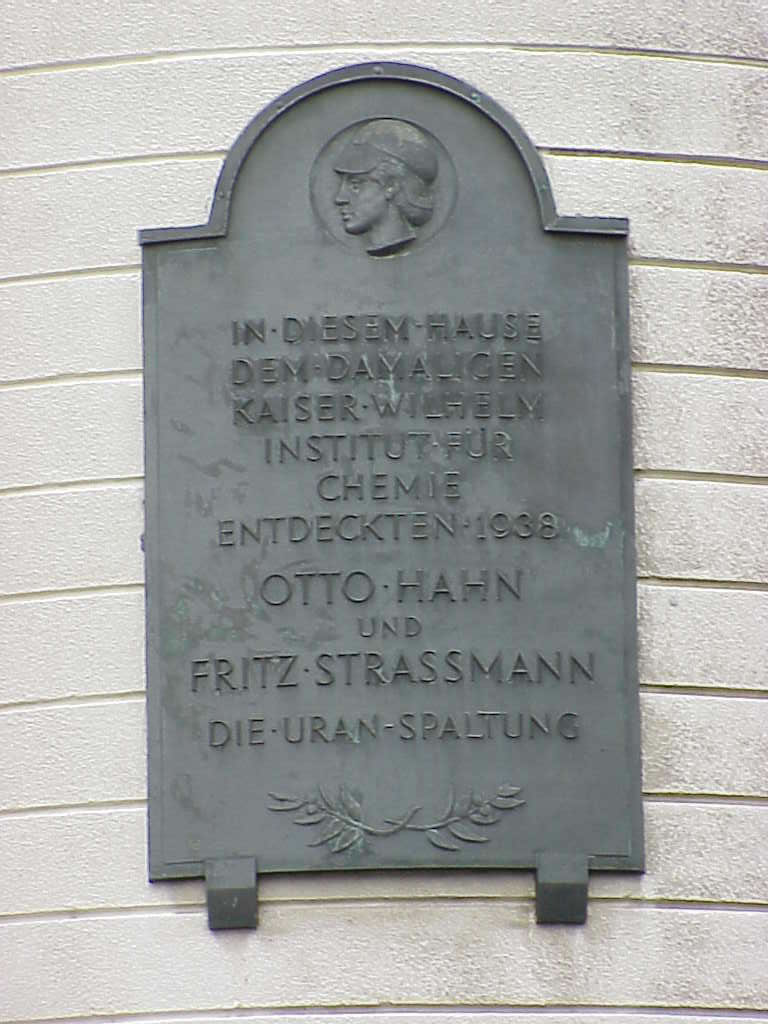 IN·DIESEM·HAUSE
DEM·DAMALIGEN
KAISER·WILHELM
INSTITUT·FÜR
CHEMIE
ENTDECKTEN·1938
OTTO·HAHN
UND
FRITZ·STRASSMANN
DIE·URAN-SPALTUNG